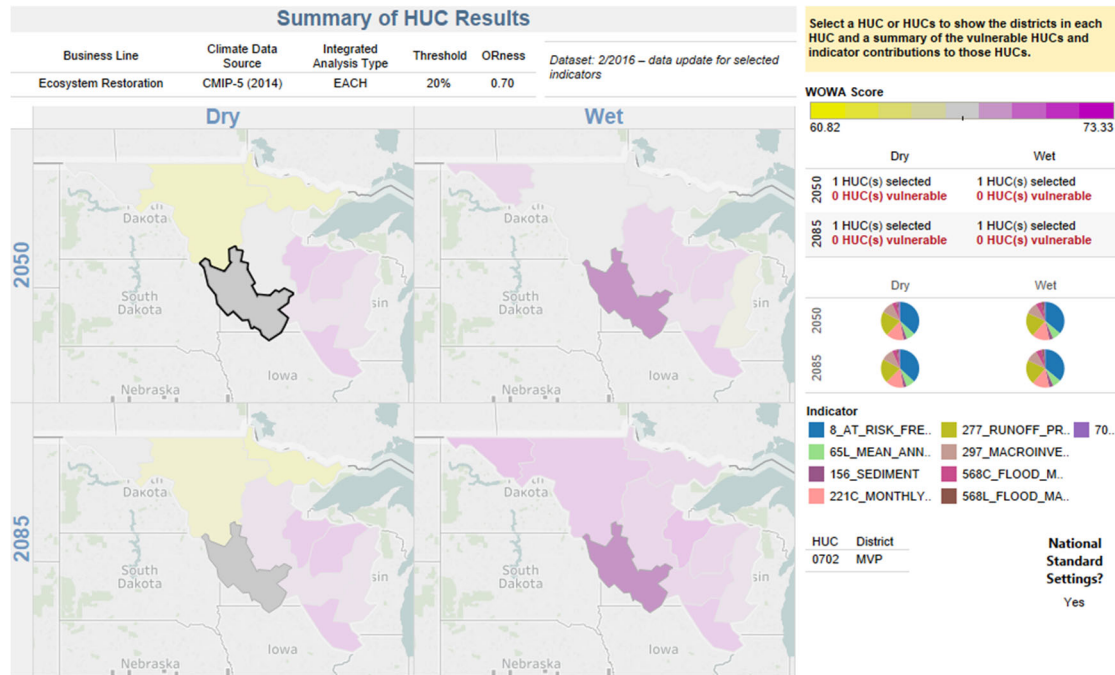 Summary of HUC Results
Business Line
Climate Data
Source
Integrated
Analysis Type
Threshold
ORness
Ecosystem Restoration
CMIP-5 (2014)
EACH
20%
0.70
Dataset: 2/2016 – data update for selected
indicators
Dry
Wet
2050
Dakota
South
Dakota
Nebraska
Iowa
Dakota
South
Dakota
sin
Nebraska
Iowa
2085
Dakota
South
Dakota
sin
Nebraska
Iowa
Dakota
South
Dakota
sin
Nebraska
Iowa
Select a HUC or HUCs to show the districts in each
HUC and a summary of the vulnerable HUCs and
indicator contributions to those HUCs.
WOWA Score
60.82
73.33
Dry
Wet
2050
1 HUC(s) selected
0 HUC(s) vulnerable
1 HUC(s) selected
0 HUC(s) vulnerable
2085
1 HUC(s) selected
0 HUC(s) vulnerable
1 HUC(s) selected
0 HUC(s) vulnerable
Dry
Wet
2050
2085
Indicator
8_AT_RISK_FRE..
277_RUNOFF_PR..
70..
65L_MEAN_ANN..
297_MACROINVE..
156_SEDIMENT
568C_FLOOD_M..
221C_MONTHLY..
568L_FLOOD_MA..
HUC
District
0702
MVP
National
Standard
Settings?
Yes